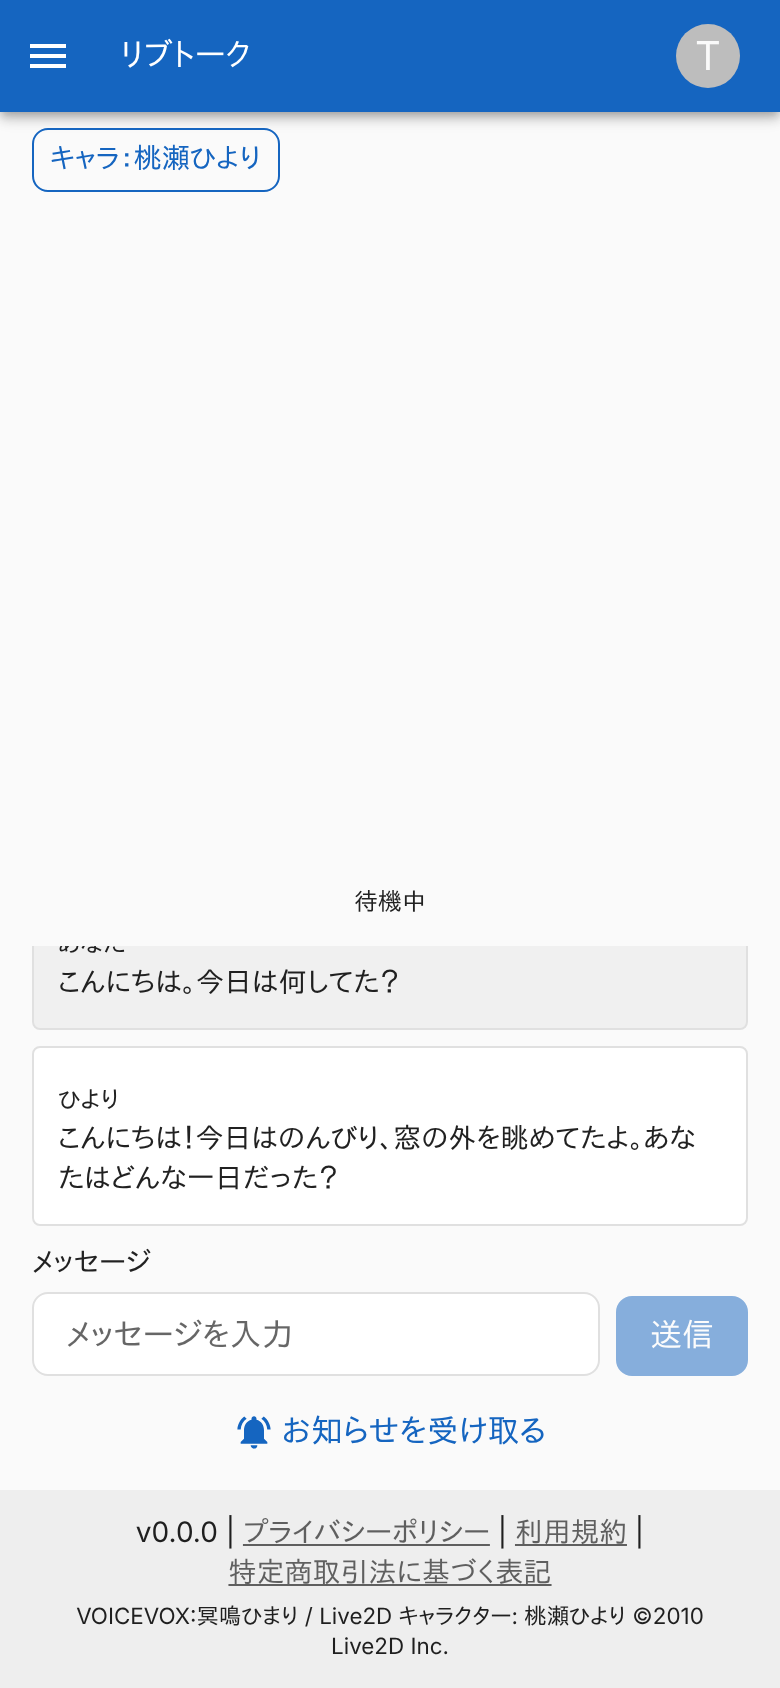 リブトーク
T
キャラ：桃瀬ひより
待機中
あなた
こんにちは。今日は何してた？
ひより
こんにちは！今日はのんびり、窓の外を眺めてたよ。あな
たはどんな一日だった？
メッセージ
メッセージを入力
送信
お知らせを受け取る
v0.0.0 | プライバシーポリシー | 利用規約 |
特定商取引法に基づく表記
VOICEVOX:冥鳴ひまり / Live2D キャラクター: 桃瀬ひより ©2010
Live2D Inc.